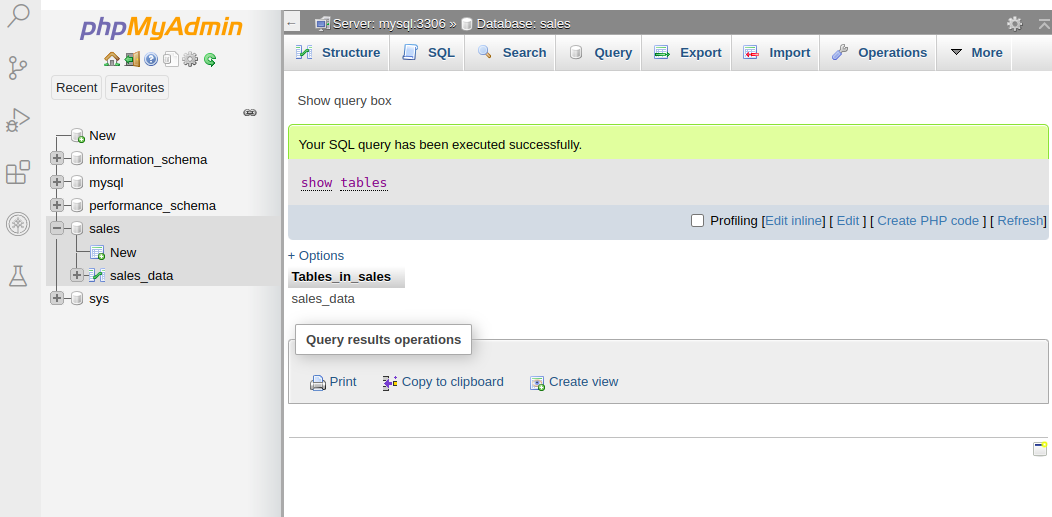 phpMyAdmin
Recent Favorites
New
information_schema
mysql
performance_schema
sales
New
sales_data
sys
Server: mysql:3306 » Database: sales
Structure SQL Search Query Export Import Operations More
Show query box
Your SQL query has been executed successfully.
show tables
Profiling [Edit inline] [ Edit ] [ Create PHP code ] [ Refresh]
+ Options
Tables_in_sales
sales_data
Query results operations
Print Copy to clipboard Create view